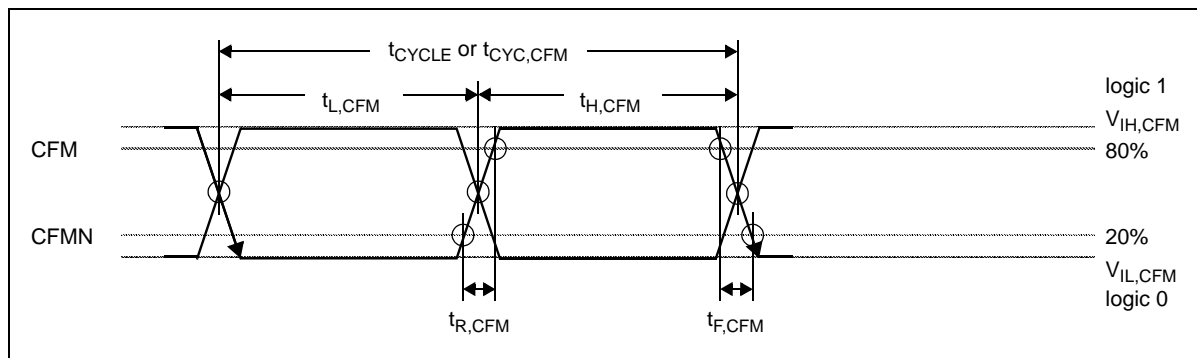 tCYCLE or tCYC,CFM
tL,CFM
tH,CFM
logic 1
VIH,CFM
CFM
80%
CFMN
20%
VIL,CFM
logic 0
tR,CFM
tF,CFM